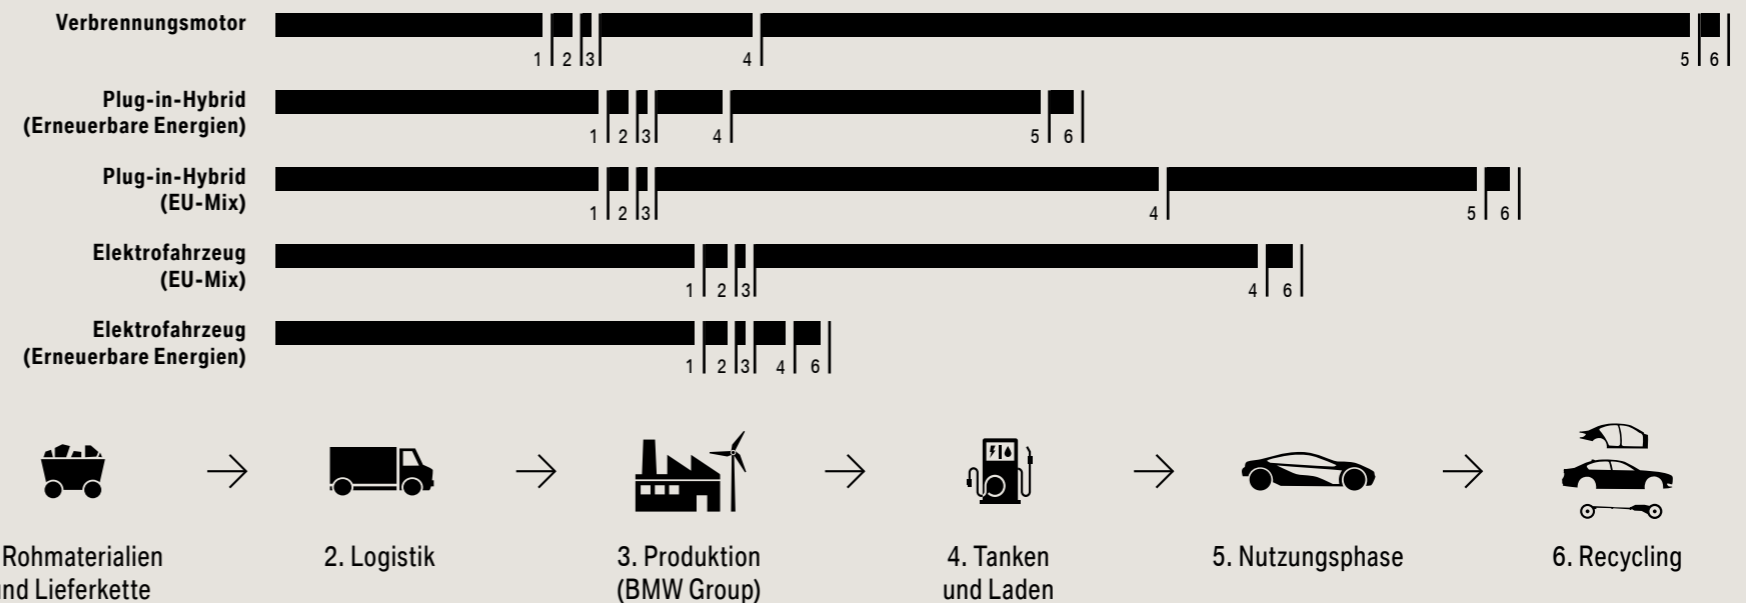 Verbrennungsmotor
1 2 3 4 5 6
Plug-in-Hybrid
(Erneuerbare Energien)
1 2 3 4 5 6
Plug-in-Hybrid
(EU-Mix)
1 2 3 4 5 6
Elektrofahrzeug
(EU-Mix)
1 2 3 4 6
Elektrofahrzeug
(Erneuerbare Energien)
1 2 3 4 6
Rohmaterialien
nd Lieferkette
2. Logistik
3. Produktion
(BMW Group)
4. Tanken
und Laden
5. Nutzungsphase
6. Recycling